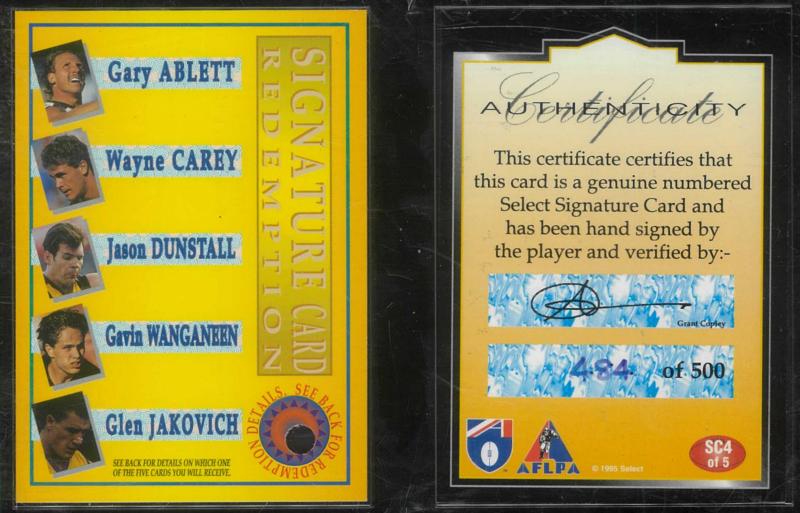 Gary ABLETT
Wayne CAREY
Jason DUNSTALL
Gavin WANGANEEN
Glen JAKOVICH
SIGNATURE CARD
REDEMPTION
SEE BACK FOR REDEMPTION DETAILS.
SEE BACK FOR DETAILS ON WHICH ONE
OF THE FIVE CARDS YOU WILL RECEIVE.
Certificate
AUTHENTICITY
This certificate certifies that
this card is a genuine numbered
Select Signature Card and
has been hand signed by
the player and verified by:-
Grant Copley
484 of 500
AFLPA
© 1995 Select
SC4
of 5